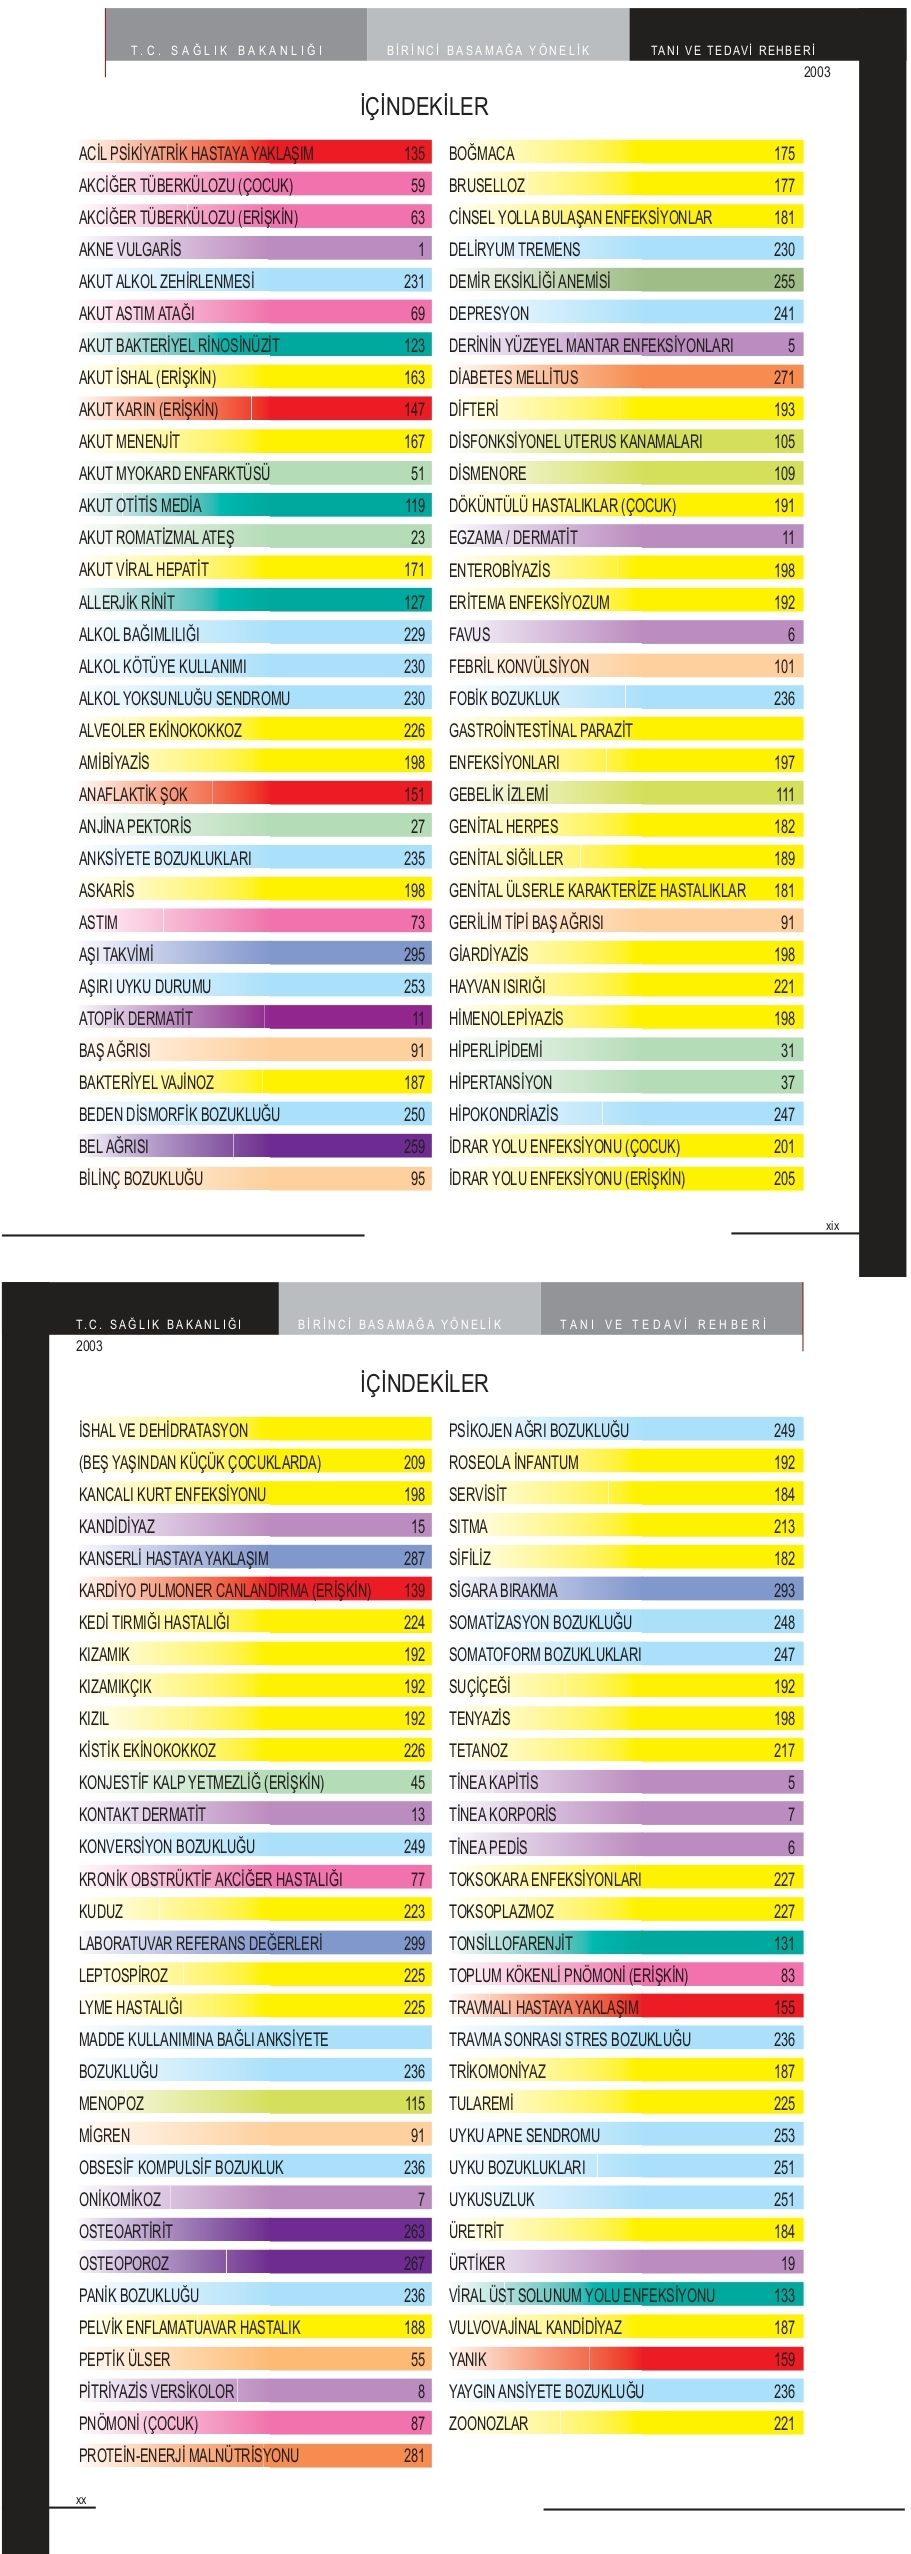 T.C. SAĞLIK BAKANLIĞI BİRİNCİ BASAMAĞA YÖNELİK TANI VE TEDAVİ REHBERİ
2003
İÇİNDEKİLER
ACİL PSİKİYATRİK HASTAYA YAKLAŞIM 135
AKCİĞER TÜBERKÜLOZU (ÇOCUK) 59
AKCİĞER TÜBERKÜLOZU (ERİŞKİN) 63
AKNE VULGARİS 1
AKUT ALKOL ZEHİRLENMESİ 231
AKUT ASTIM ATAĞI 69
AKUT BAKTERİYEL RİNOSİNÜZİT 123
AKUT İSHAL (ERİŞKİN) 163
AKUT KARIN (ERİŞKİN) 147
AKUT MENENJİT 167
AKUT MYOKARD ENFARKTÜSÜ 51
AKUT OTİTİS MEDİA 119
AKUT ROMATİZMAL ATEŞ 23
AKUT VİRAL HEPATİT 171
ALLERJİK RİNİT 127
ALKOL BAĞIMLILIĞI 229
ALKOL KÖTÜYE KULLANIMI 230
ALKOL YOKSUNLUĞU SENDROMU 230
ALVEOLER EKİNOKOKKOZ 226
AMİBİYAZİS 198
ANAFLAKTİK ŞOK 151
ANJİNA PEKTORİS 27
ANKSİYETE BOZUKLUKLARI 235
ASKARİS 198
ASTIM 73
AŞI TAKVİMİ 295
AŞIRI UYKU DURUMU 253
ATOPİK DERMATİT 11
BAŞ AĞRISI 91
BAKTERİYEL VAJİNOZ 187
BEDEN DİSMORFİK BOZUKLUĞU 250
BEL AĞRISI 259
BİLİNÇ BOZUKLUĞU 95
BOĞMACA 175
BRUSELLOZ 177
CİNSEL YOLLA BULAŞAN ENFEKSİYONLAR 181
DELİRYUM TREMENS 230
DEMİR EKSİKLİĞİ ANEMİSİ 255
DEPRESYON 241
DERİNİN YÜZEYEL MANTAR ENFEKSİYONLARI 5
DİABETES MELLİTUS 271
DİFTERİ 193
DİSFONKSİYONEL UTERUS KANAMALARI 105
DİSMENORE 109
DÖKÜNTÜLÜ HASTALIKLAR (ÇOCUK) 191
EGZAMA / DERMATİT 11
ENTEROBİYAZİS 198
ERİTEMA ENFEKSİYOZUM 192
FAVUS 6
FEBRİL KONVÜLSİYON 101
FOBİK BOZUKLUK 236
GASTROİNTESTİNAL PARAZİT
ENFEKSİYONLARI 197
GEBELİK İZLEMİ 111
GENİTAL HERPES 182
GENİTAL SİĞİLLER 189
GENİTAL ÜLSERLE KARAKTERİZE HASTALIKLAR 181
GERİLİM TİPİ BAŞ AĞRISI 91
GİARDİYAZİS 198
HAYVAN ISIRIĞI 221
HİMENOLEPİYAZİS 198
HİPERLİPİDEMİ 31
HİPERTANSİYON 37
HİPOKONDRİAZİS 247
İDRAR YOLU ENFEKSİYONU (ÇOCUK) 201
İDRAR YOLU ENFEKSİYONU (ERİŞKİN) 205
xix
T.C. SAĞLIK BAKANLIĞI BİRİNCİ BASAMAĞA YÖNELİK TANI VE TEDAVİ REHBERİ
2003
İÇİNDEKİLER
İSHAL VE DEHİDRATASYON
(BEŞ YAŞINDAN KÜÇÜK ÇOCUKLARDA) 209
KANCALI KURT ENFEKSİYONU 198
KANDİDİYAZ 15
KANSERLİ HASTAYA YAKLAŞIM 287
KARDİYO PULMONER CANLANDIRMA (ERİŞKİN) 139
KEDİ TIRMIĞI HASTALIĞI 224
KIZAMIK 192
KIZAMIKÇIK 192
KIZIL 192
KİSTİK EKİNOKOKKOZ 226
KONJESTİF KALP YETMEZLİĞ (ERİŞKİN) 45
KONTAKT DERMATİT 13
KONVERSİYON BOZUKLUĞU 249
KRONİK OBSTRÜKTİF AKCİĞER HASTALIĞI 77
KUDUZ 223
LABORATUVAR REFERANS DEĞERLERİ 299
LEPTOSPİROZ 225
LYME HASTALIĞI 225
MADDE KULLANIMINA BAĞLI ANKSİYETE
BOZUKLUĞU 236
MENOPOZ 115
MİGREN 91
OBSESİF KOMPULSİF BOZUKLUK 236
ONİKOMİKOZ 7
OSTEOARTİRİT 263
OSTEOPOROZ 267
PANİK BOZUKLUĞU 236
PELVİK ENFLAMATUAVAR HASTALIK 188
PEPTİK ÜLSER 55
PİTRİYAZİS VERSİKOLOR 8
PNÖMONİ (ÇOCUK) 87
PROTEİN-ENERJİ MALNÜTRİSYONU 281
PSİKOJEN AĞRI BOZUKLUĞU 249
ROSEOLA İNFANTUM 192
SERVİSİT 184
SITMA 213
SİFİLİZ 182
SİGARA BIRAKMA 293
SOMATİZASYON BOZUKLUĞU 248
SOMATOFORM BOZUKLUKLARI 247
SUÇİÇEĞİ 192
TENYAZİS 198
TETANOZ 217
TİNEA KAPİTİS 5
TİNEA KORPORİS 7
TİNEA PEDİS 6
TOKSOKARA ENFEKSİYONLARI 227
TOKSOPLAZMOZ 227
TONSİLLOFARENJİT 131
TOPLUM KÖKENLİ PNÖMONİ (ERİŞKİN) 83
TRAVMALI HASTAYA YAKLAŞIM 155
TRAVMA SONRASI STRES BOZUKLUĞU 236
TRİKOMONİYAZ 187
TULAREMİ 225
UYKU APNE SENDROMU 253
UYKU BOZUKLUKLARI 251
UYKUSUZLUK 251
ÜRETRİT 184
ÜRTİKER 19
VİRAL ÜST SOLUNUM YOLU ENFEKSİYONU 133
VULVOVAJİNAL KANDİDİYAZ 187
YANIK 159
YAYGIN ANSİYETE BOZUKLUĞU 236
ZOONOZLAR 221
xx